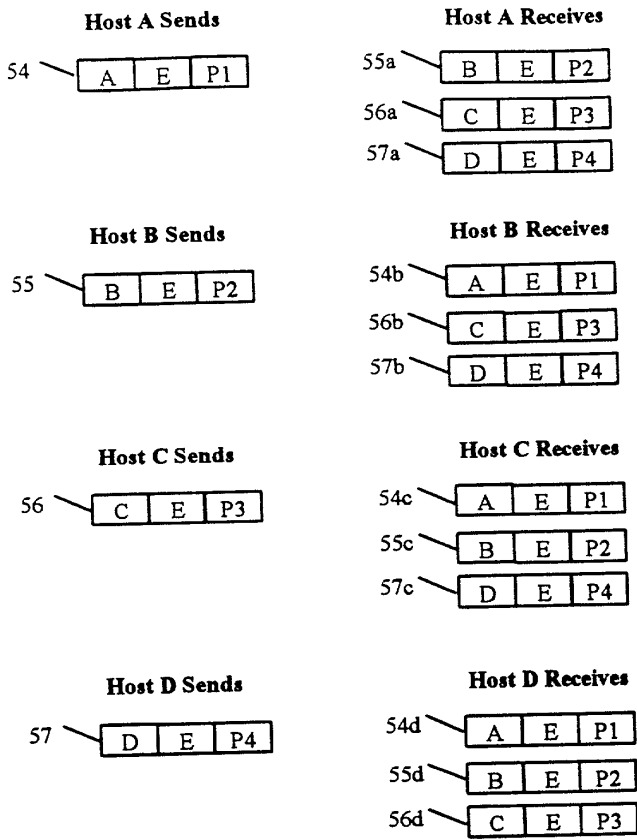 Host A Sends
Host A Receives
54
A E P1
55a
B E P2
56a
C E P3
57a
D E P4
Host B Sends
Host B Receives
55
B E P2
54b
A E P1
56b
C E P3
57b
D E P4
Host C Sends
Host C Receives
56
C E P3
54c
A E P1
55c
B E P2
57c
D E P4
Host D Sends
Host D Receives
57
D E P4
54d
A E P1
55d
B E P2
56d
C E P3